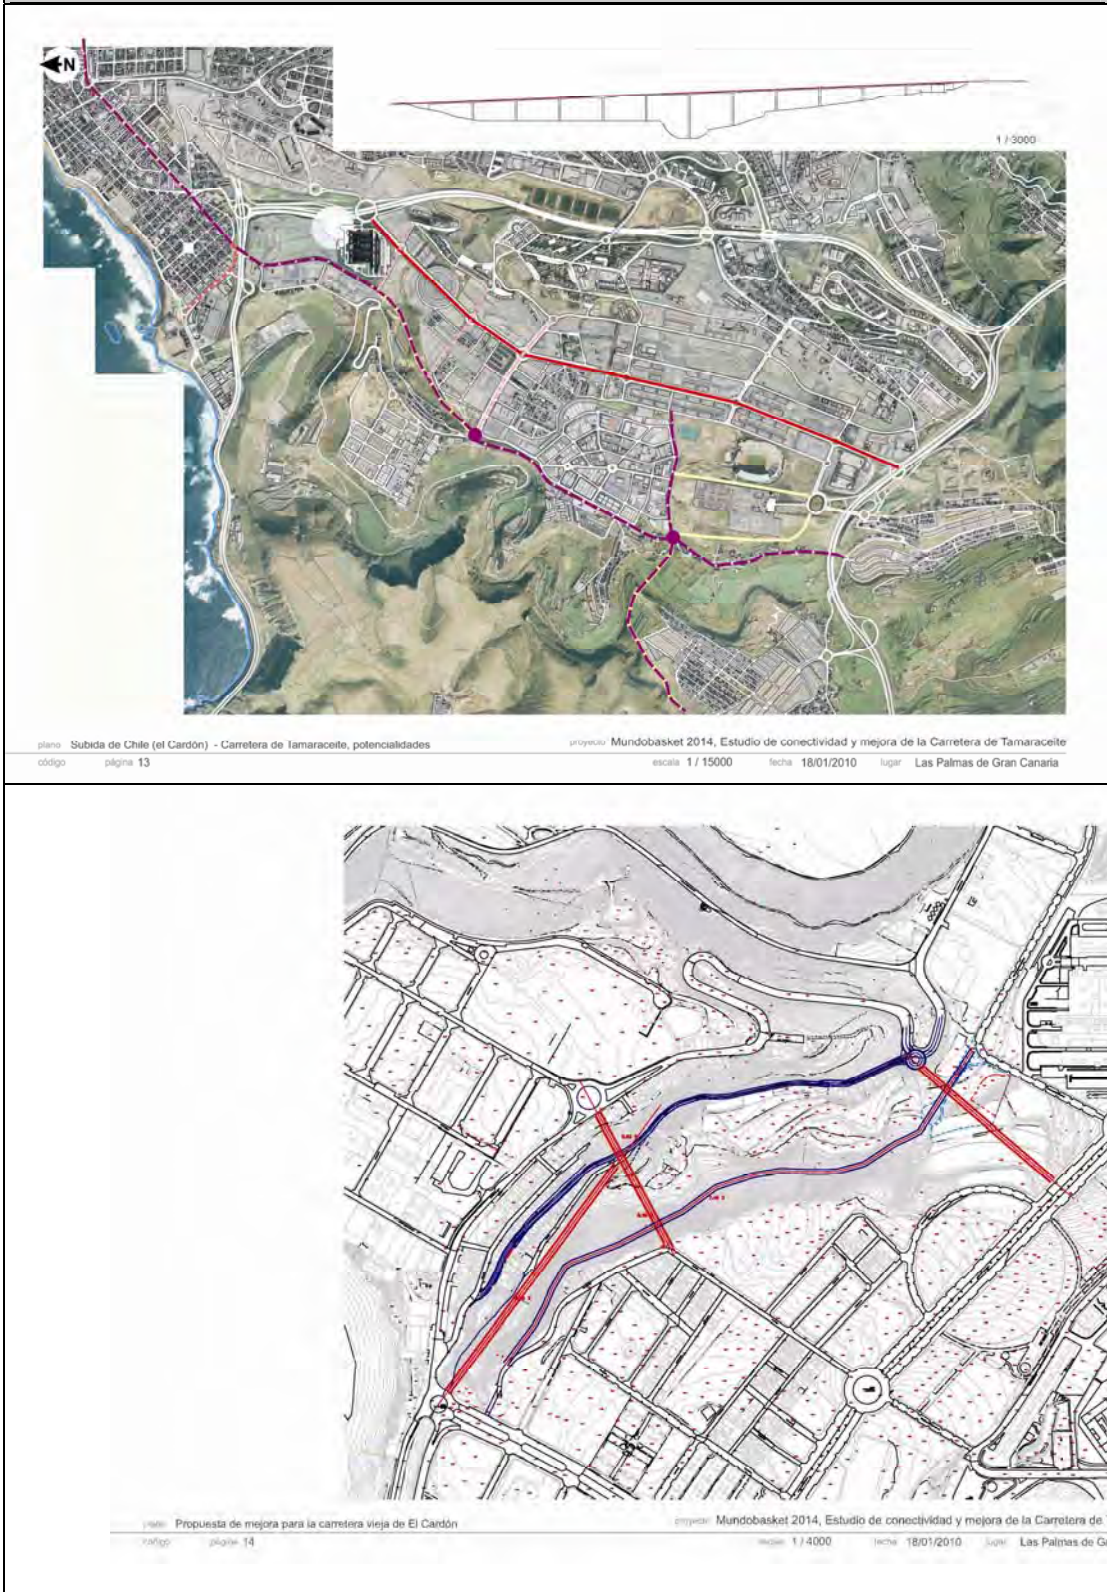 N
1 / 3000
plano Subida de Chile (el Cardón) - Carretera de Tamaraceite, potencialidades
proyecto Mundobasket 2014, Estudio de conectividad y mejora de la Carretera de Tamaraceite
código página 13
escala 1 / 15000 fecha 18/01/2010 lugar Las Palmas de Gran Canaria
plano Propuesta de mejora para la carretera vieja de El Cardón
proyecto Mundobasket 2014, Estudio de conectividad y mejora de la Carretera de
código página 14
escala 1 / 4000 fecha 18/01/2010 lugar Las Palmas de Gr